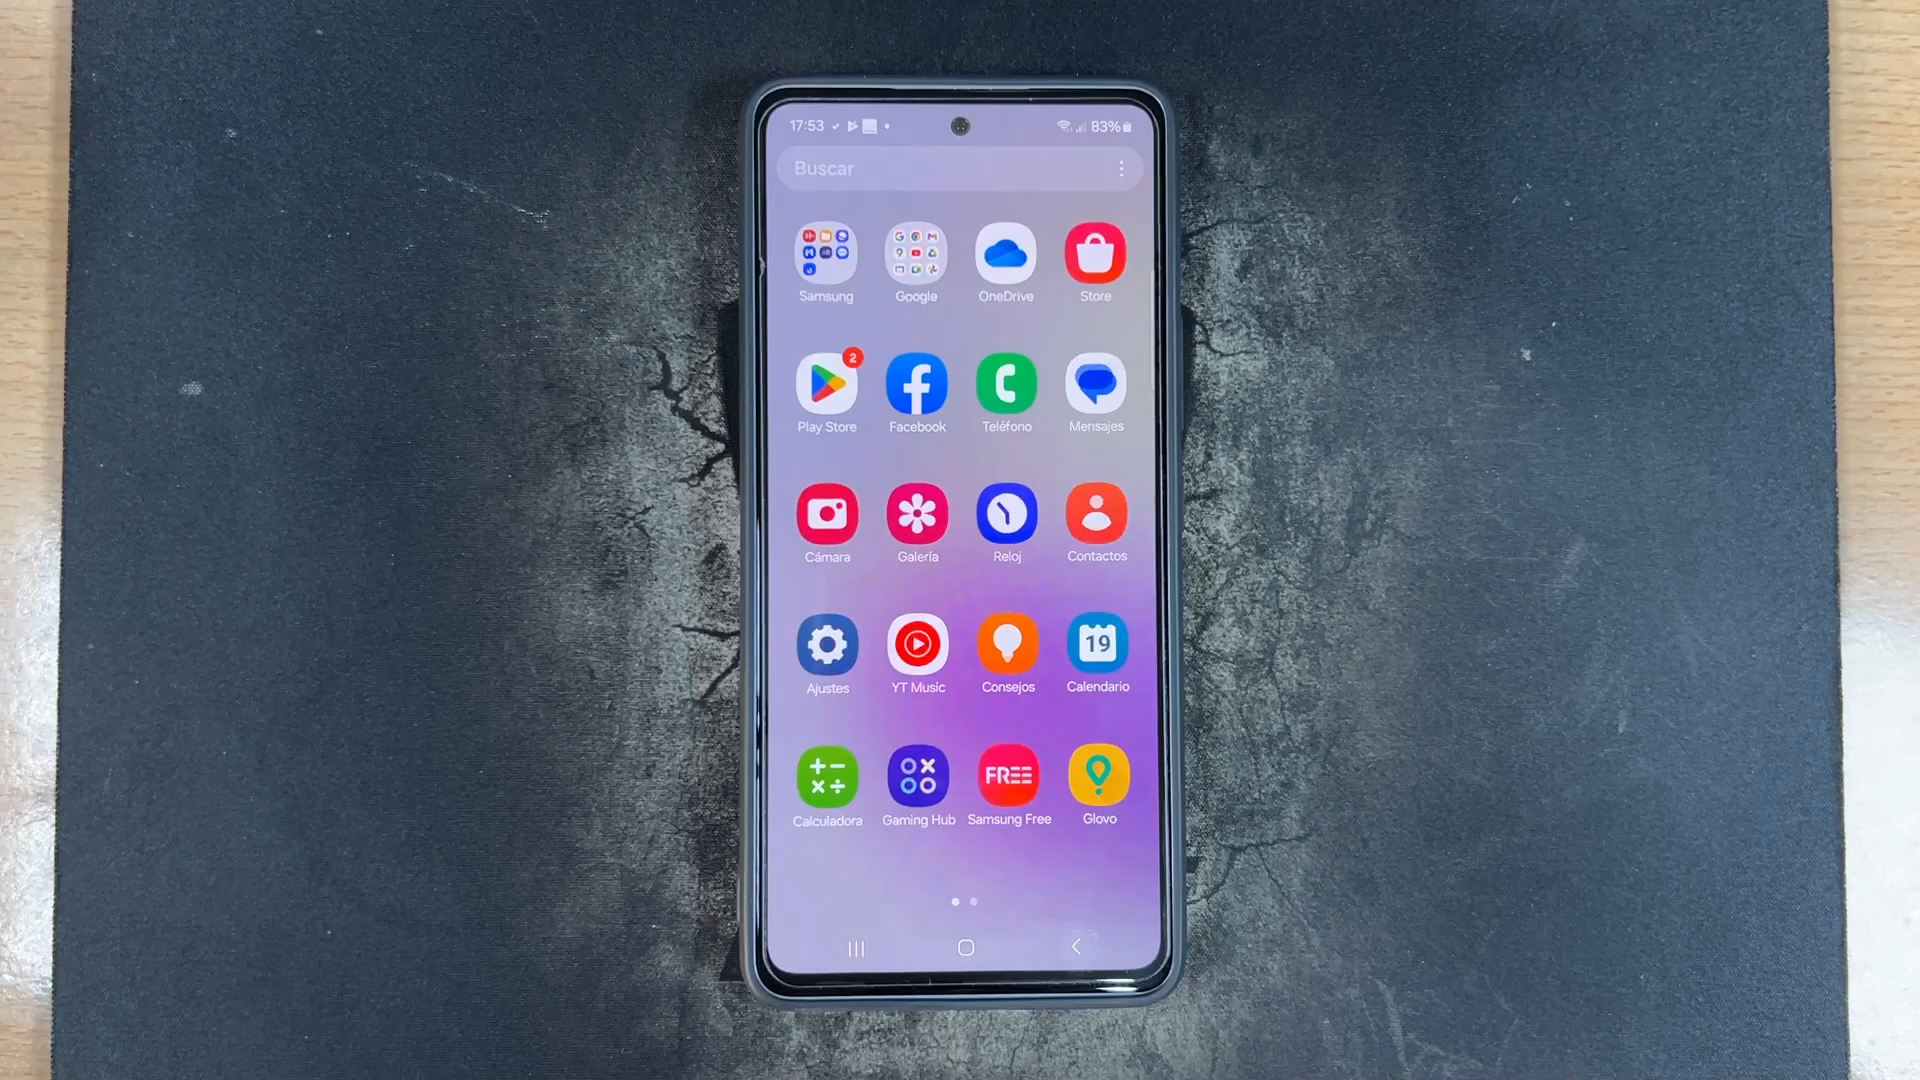 17:53 83%
Buscar
Samsung Google OneDrive Store
2
Play Store Facebook Teléfono Mensajes
Cámara Galería Reloj Contactos
19
Ajustes YT Music Consejos Calendario
FREE
Calculadora Gaming Hub Samsung Free Glovo